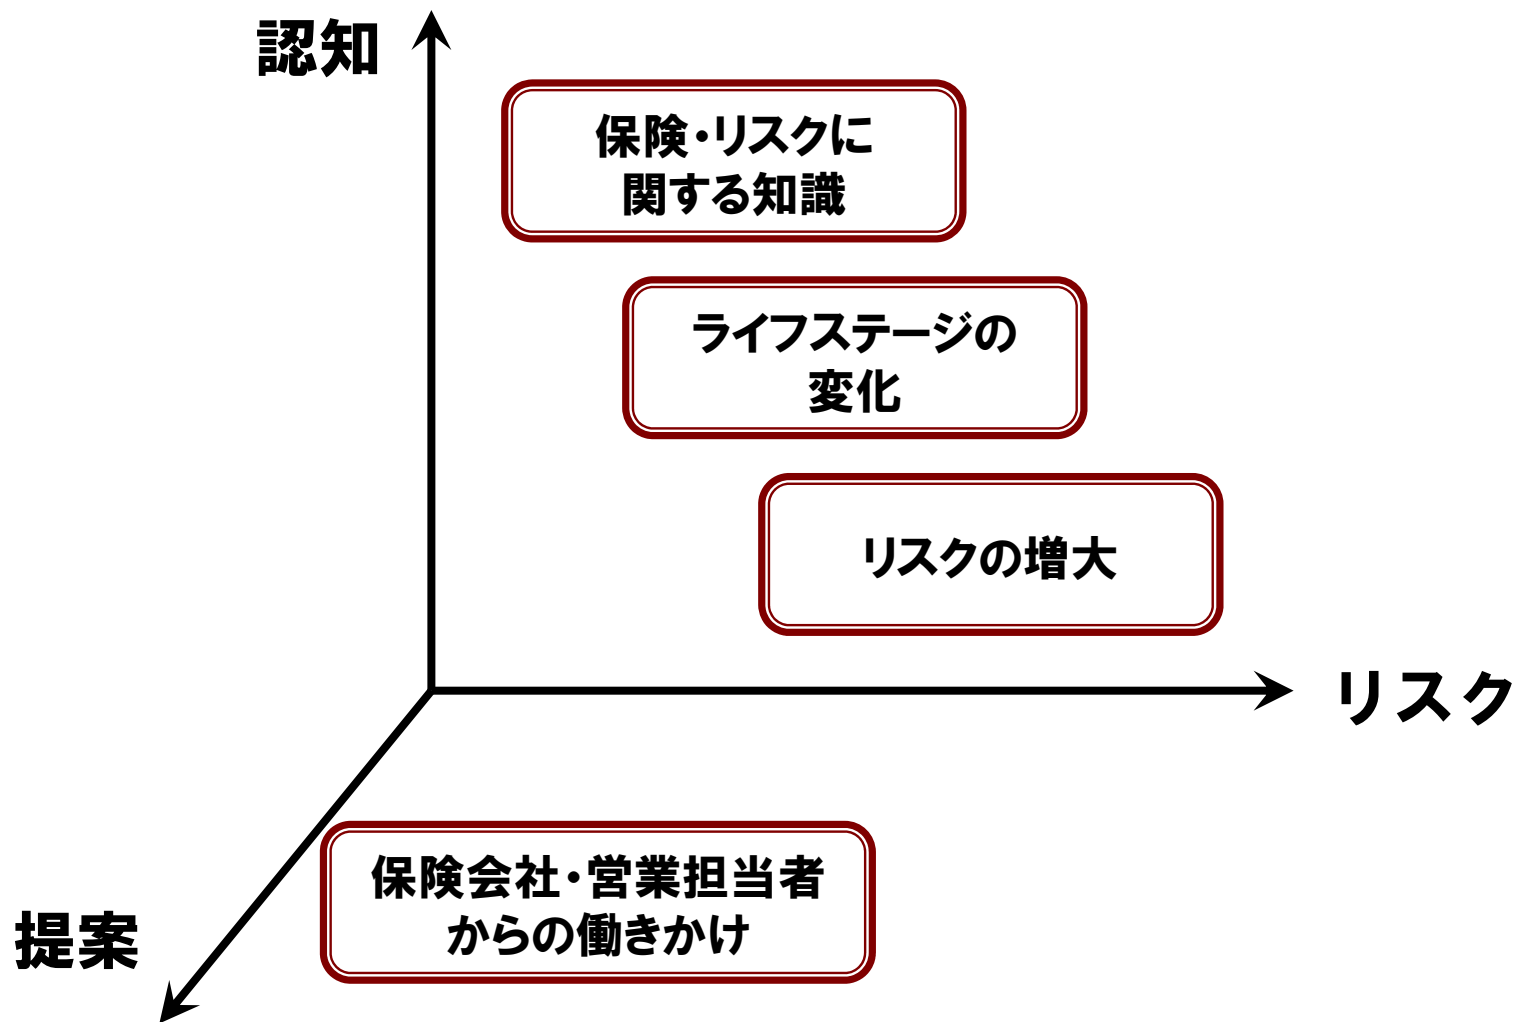 認知
保険・リスクに
関する知識
ライフステージの
変化
リスクの増大
リスク
保険会社・営業担当者
からの働きかけ
提案